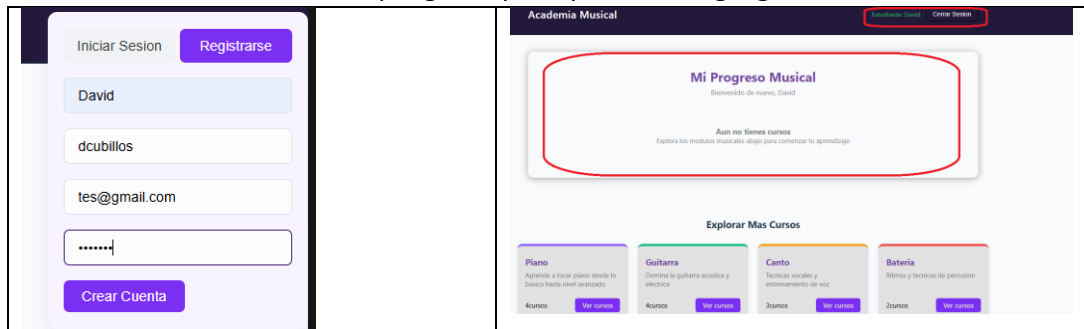 Iniciar Sesion Registrarse
David
dcubillos
tes@gmail.com
•••••••
Crear Cuenta
Academia Musical
Estudiante: David Cerrar Sesion
Mi Progreso Musical
Bienvenido de nuevo, David
Aun no tienes cursos
Explora los modulos musicales abajo para comenzar tu aprendizaje
Explorar Mas Cursos
Piano
Aprende a tocar piano desde lo
basico hasta nivel avanzado
4cursos Ver cursos
Guitarra
Domina la guitarra acustica y
electrica
4cursos Ver cursos
Canto
Tecnicas vocales y
entrenamiento de voz
3cursos Ver cursos
Bateria
Ritmos y tecnicas de percusion
2cursos Ver cursos